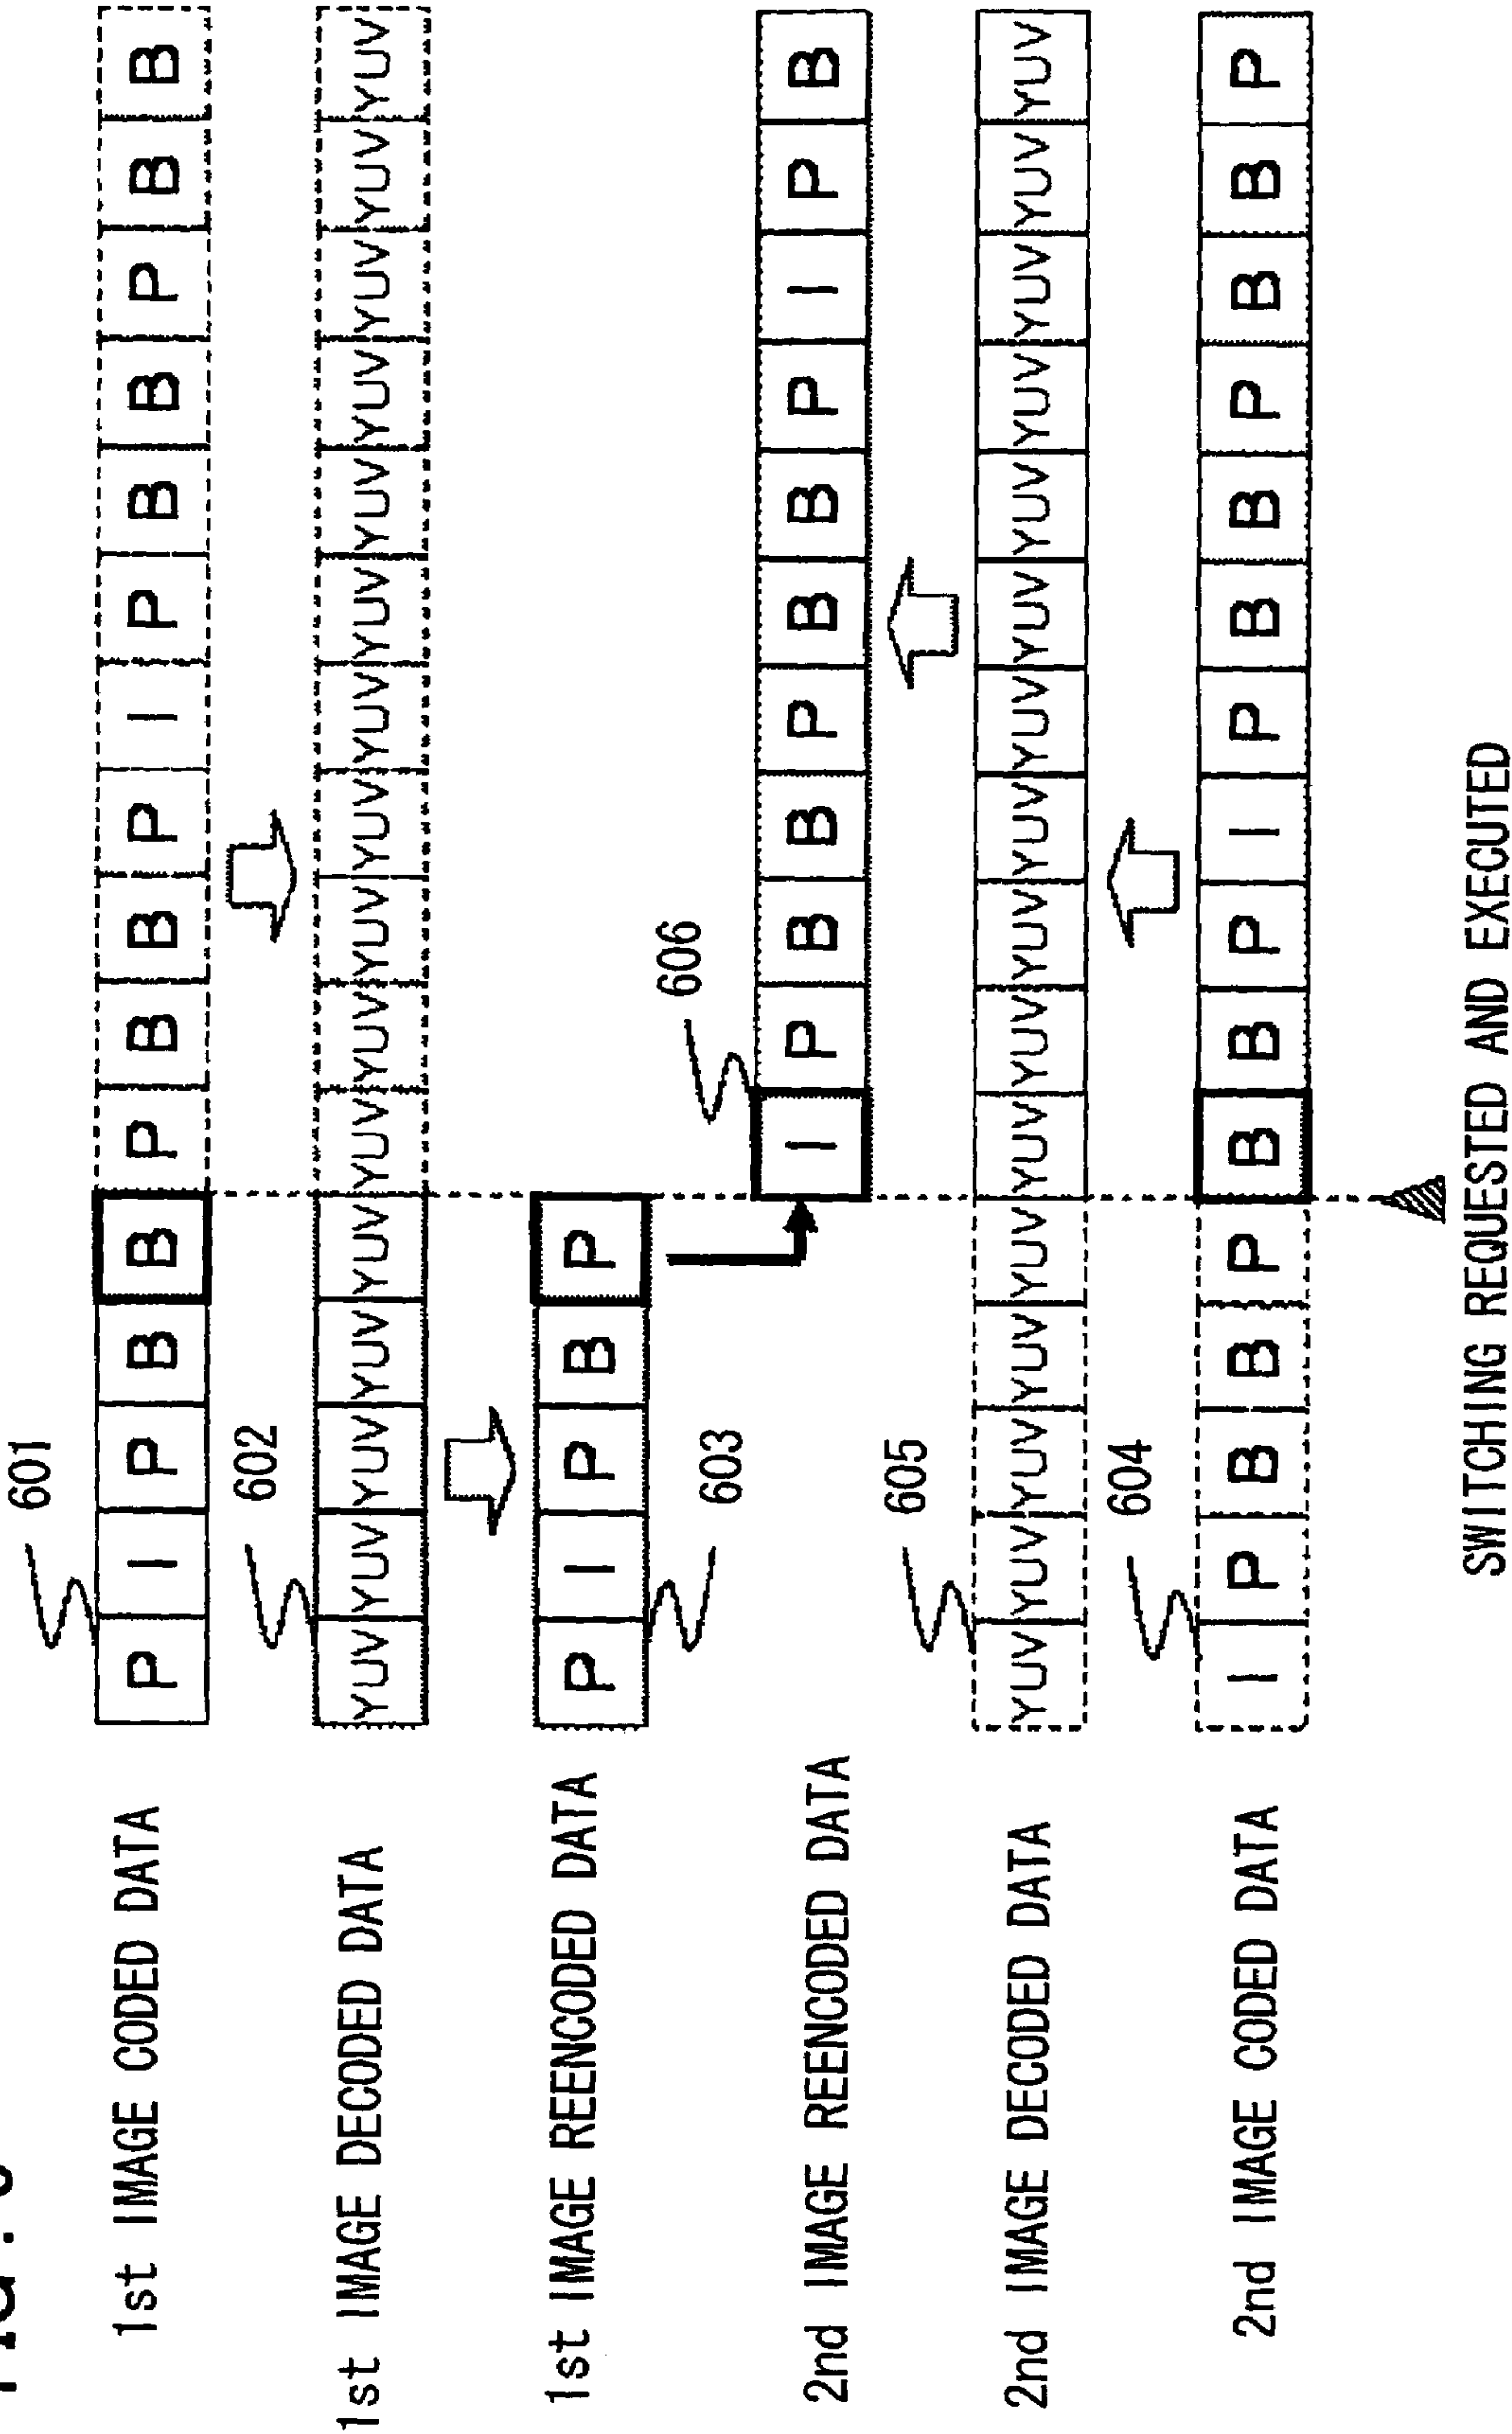 601
1st IMAGE CODED DATA P I P B B P B B P I P B B P B B
602
1st IMAGE DECODED DATA YUV YUV YUV YUV YUV YUV YUV YUV YUV YUV YUV YUV YUV YUV YUV YUV
1st IMAGE REENCODED DATA P I P B P
603
606
2nd IMAGE REENCODED DATA I P B B P B B P I P B
605
2nd IMAGE DECODED DATA YUV YUV YUV YUV YUV YUV YUV YUV YUV YUV YUV YUV YUV YUV YUV YUV
604
2nd IMAGE CODED DATA I P B B P B B P I P B B P B B P
SWITCHING REQUESTED AND EXECUTED